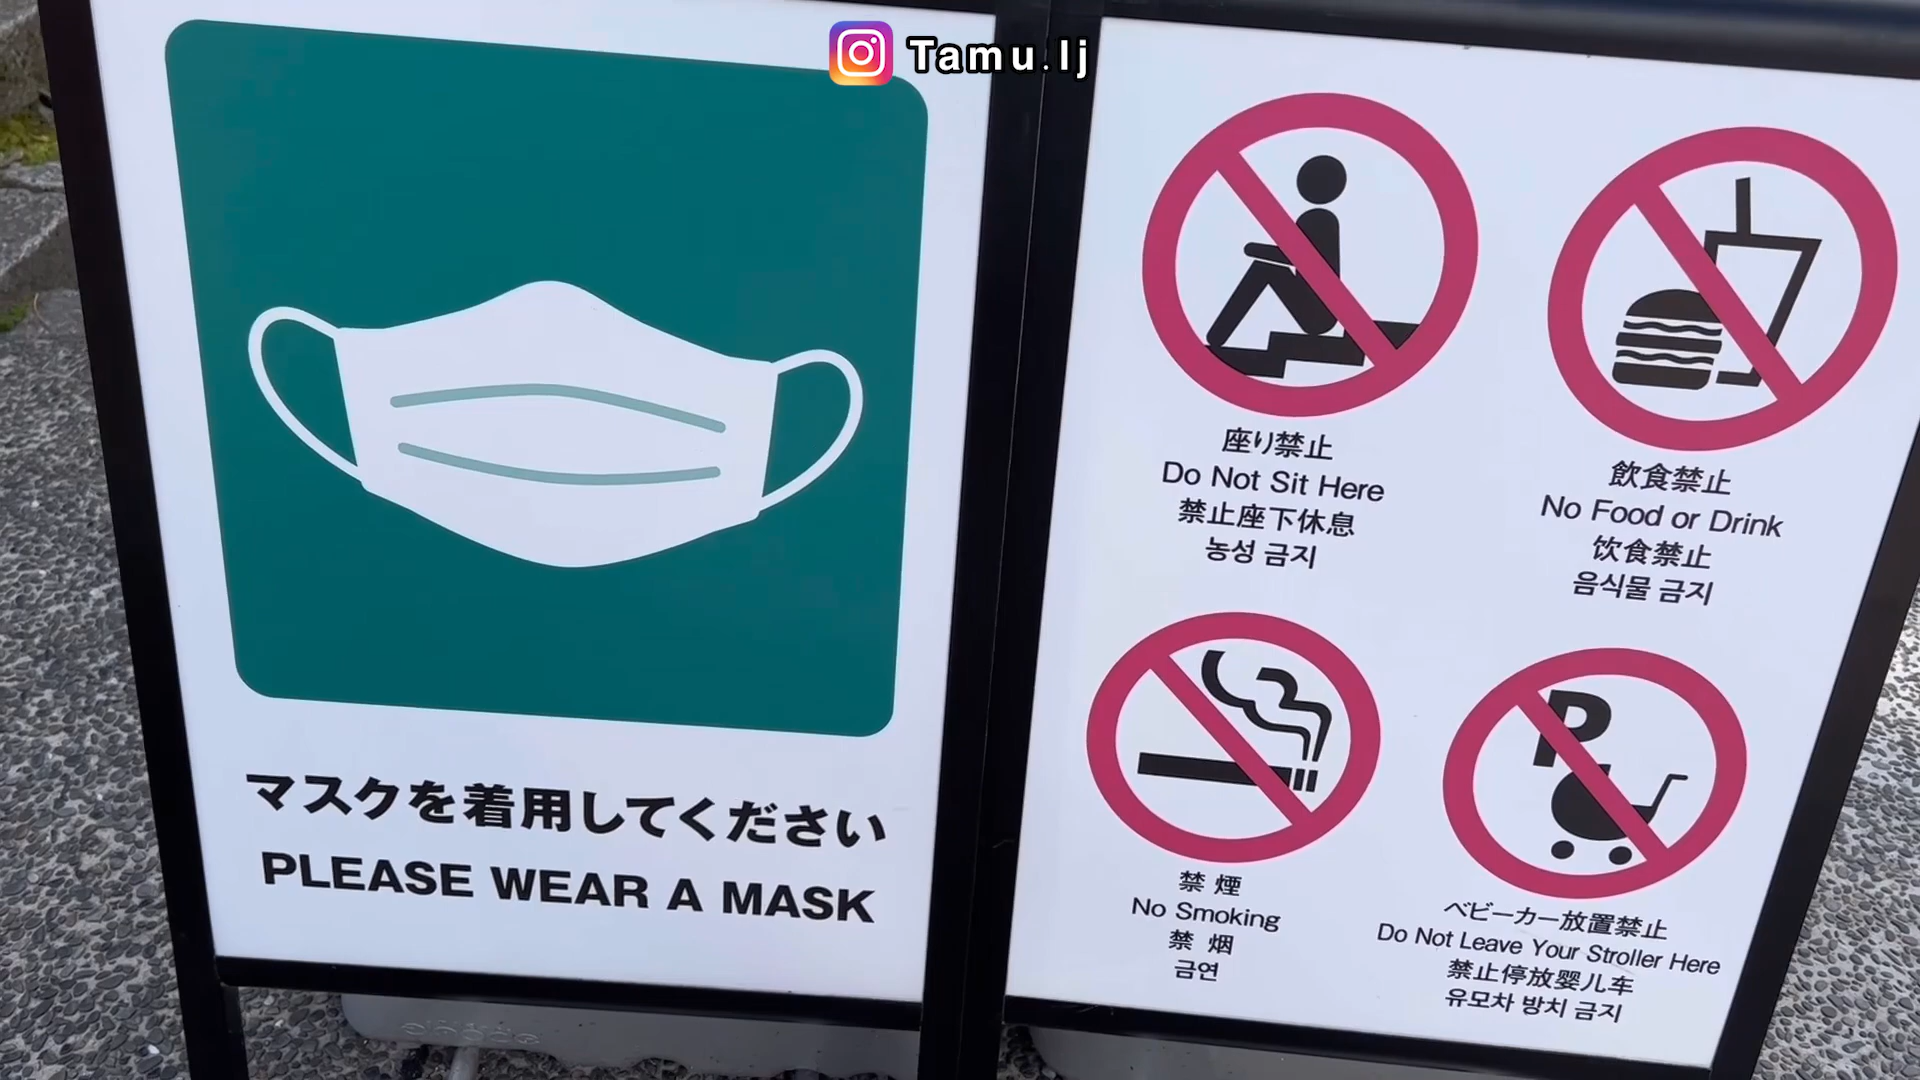 Tamu.lj
マスクを着用してください
PLEASE WEAR A MASK
座り禁止
Do Not Sit Here
禁止座下休息
농성 금지
飲食禁止
No Food or Drink
饮食禁止
음식물 금지
禁煙
No Smoking
禁烟
금연
P
ベビーカー放置禁止
Do Not Leave Your Stroller Here
禁止停放婴儿车
유모차 방치 금지